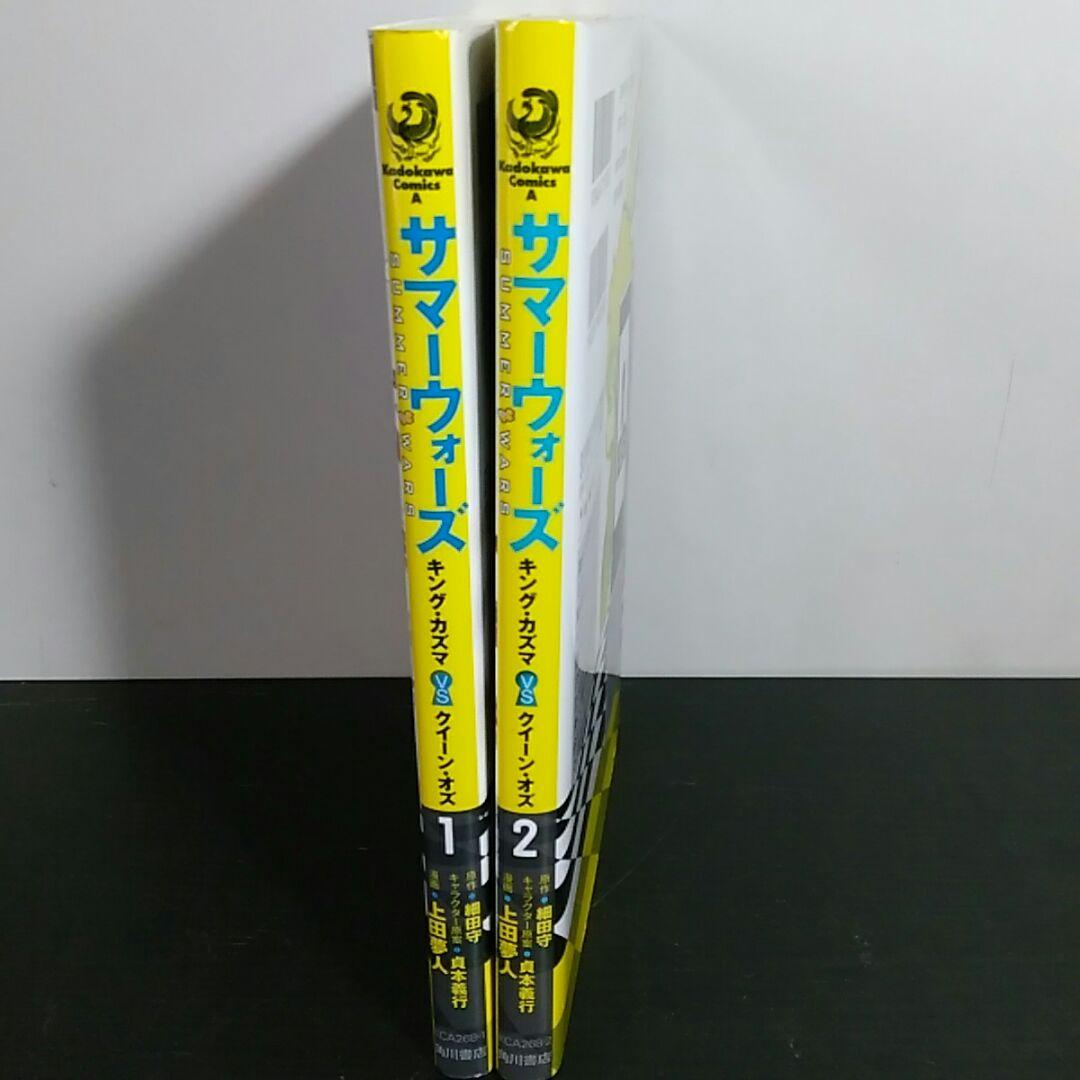 Kadokawa
Comics
A
サマーウォーズ
SUMMER WARS
キング・カズマ
VS
クイーン・オズ
1
原作・細田守
キャラクター原案・貞本義行
漫画・上田夢人
KCA268-1
角川書店
Kadokawa
Comics
A
サマーウォーズ
SUMMER WARS
キング・カズマ
VS
クイーン・オズ
2
原作・細田守
キャラクター原案・貞本義行
漫画・上田夢人
KCA268-2
角川書店